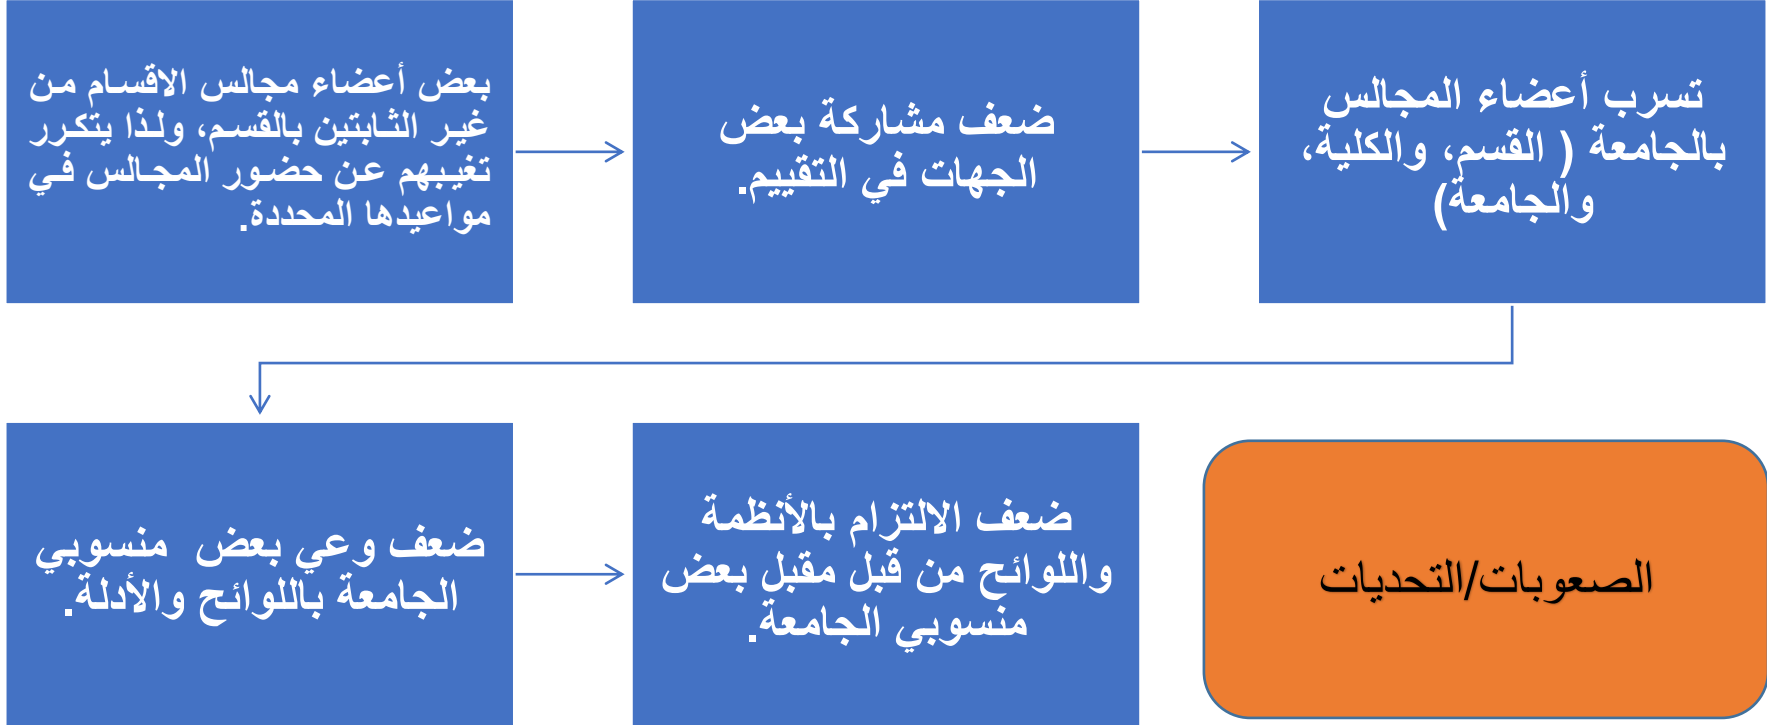 بعض أعضاء مجالس الاقسام من
غير الثابتين بالقسم، ولذا يتكرر
تغيبهم عن حضور المجالس في
مواعيدها المحددة.
ضعف مشاركة بعض
الجهات في التقييم.
تسرب أعضاء المجالس
بالجامعة ( القسم، والكلية،
والجامعة)
ضعف وعي بعض منسوبي
الجامعة باللوائح والأدلة.
ضعف الالتزام بالأنظمة
واللوائح من قبل مقبل بعض
منسوبي الجامعة.
الصعوبات/التحديات